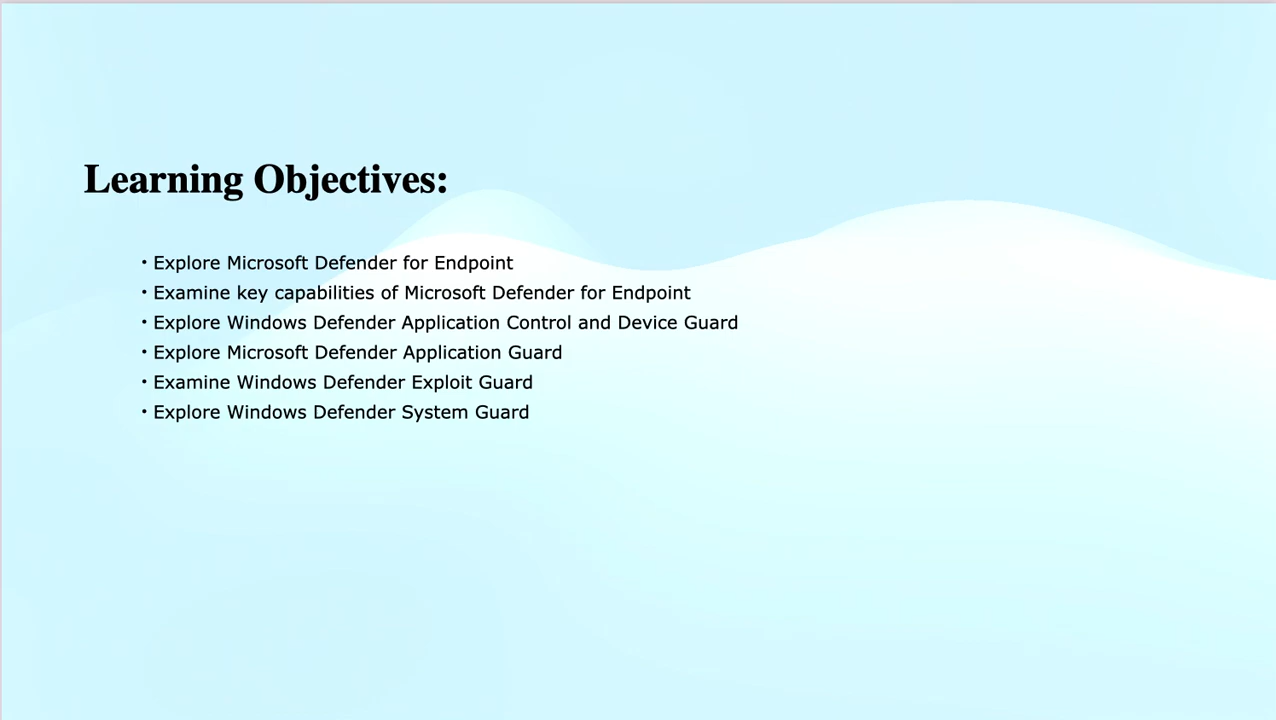 Learning Objectives:
• Explore Microsoft Defender for Endpoint
• Examine key capabilities of Microsoft Defender for Endpoint
• Explore Windows Defender Application Control and Device Guard
• Explore Microsoft Defender Application Guard
• Examine Windows Defender Exploit Guard
• Explore Windows Defender System Guard